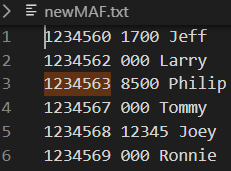 newMAF.txt
1 1234560 1700 Jeff
2 1234562 000 Larry
3 1234563 8500 Philip
4 1234567 000 Tommy
5 1234568 12345 Joey
6 1234569 000 Ronnie